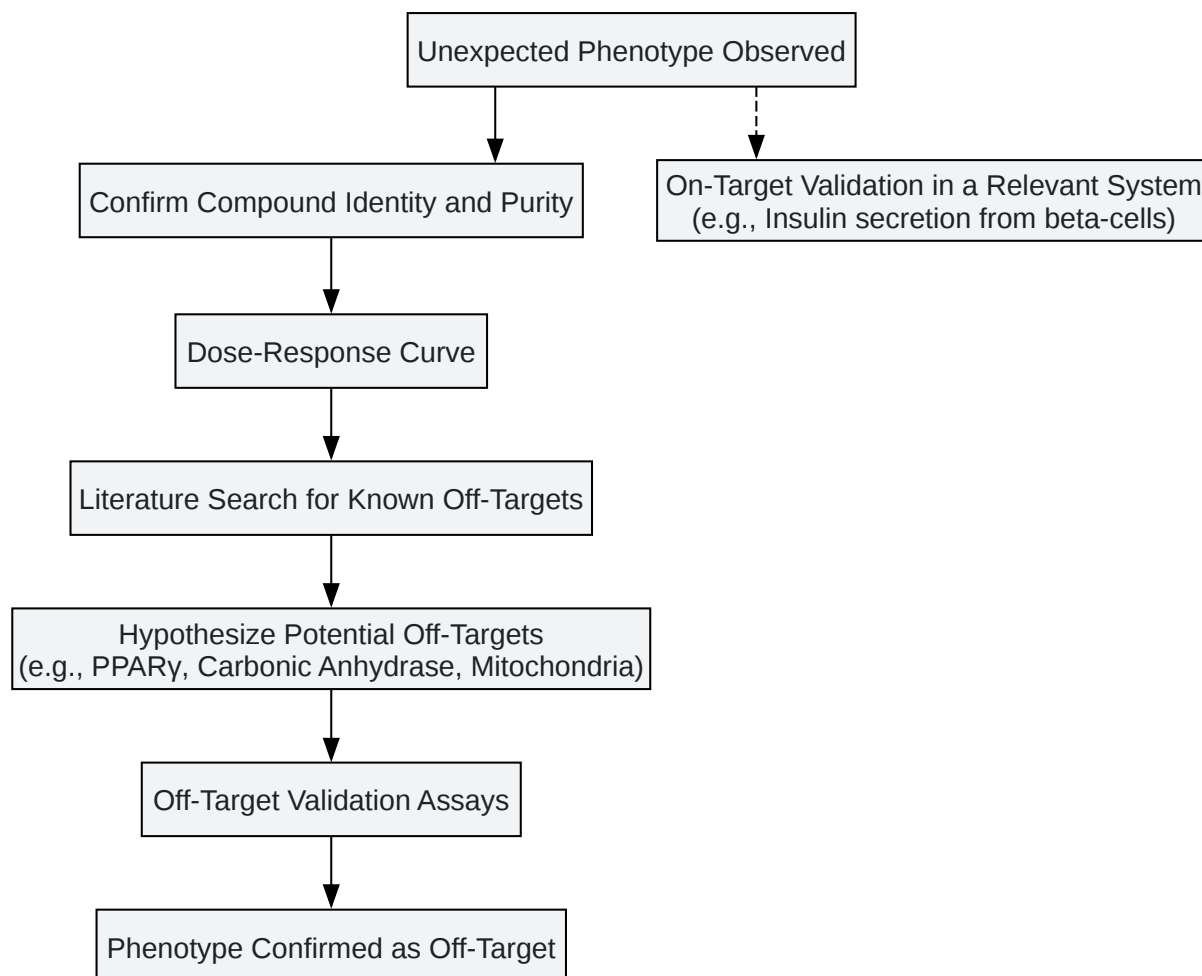 Unexpected Phenotype Observed
Confirm Compound Identity and Purity
On-Target Validation in a Relevant System
(e.g., Insulin secretion from beta-cells)
Dose-Response Curve
Literature Search for Known Off-Targets
Hypothesize Potential Off-Targets
(e.g., PPARγ, Carbonic Anhydrase, Mitochondria)
Off-Target Validation Assays
Phenotype Confirmed as Off-Target